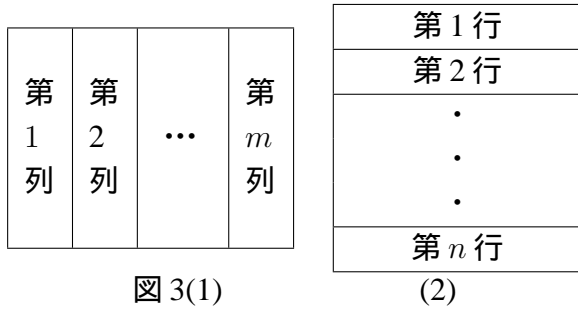 第1列
第2列
…
第m列
図3(1)
第1行
第2行
・
・
・
第n行
(2)